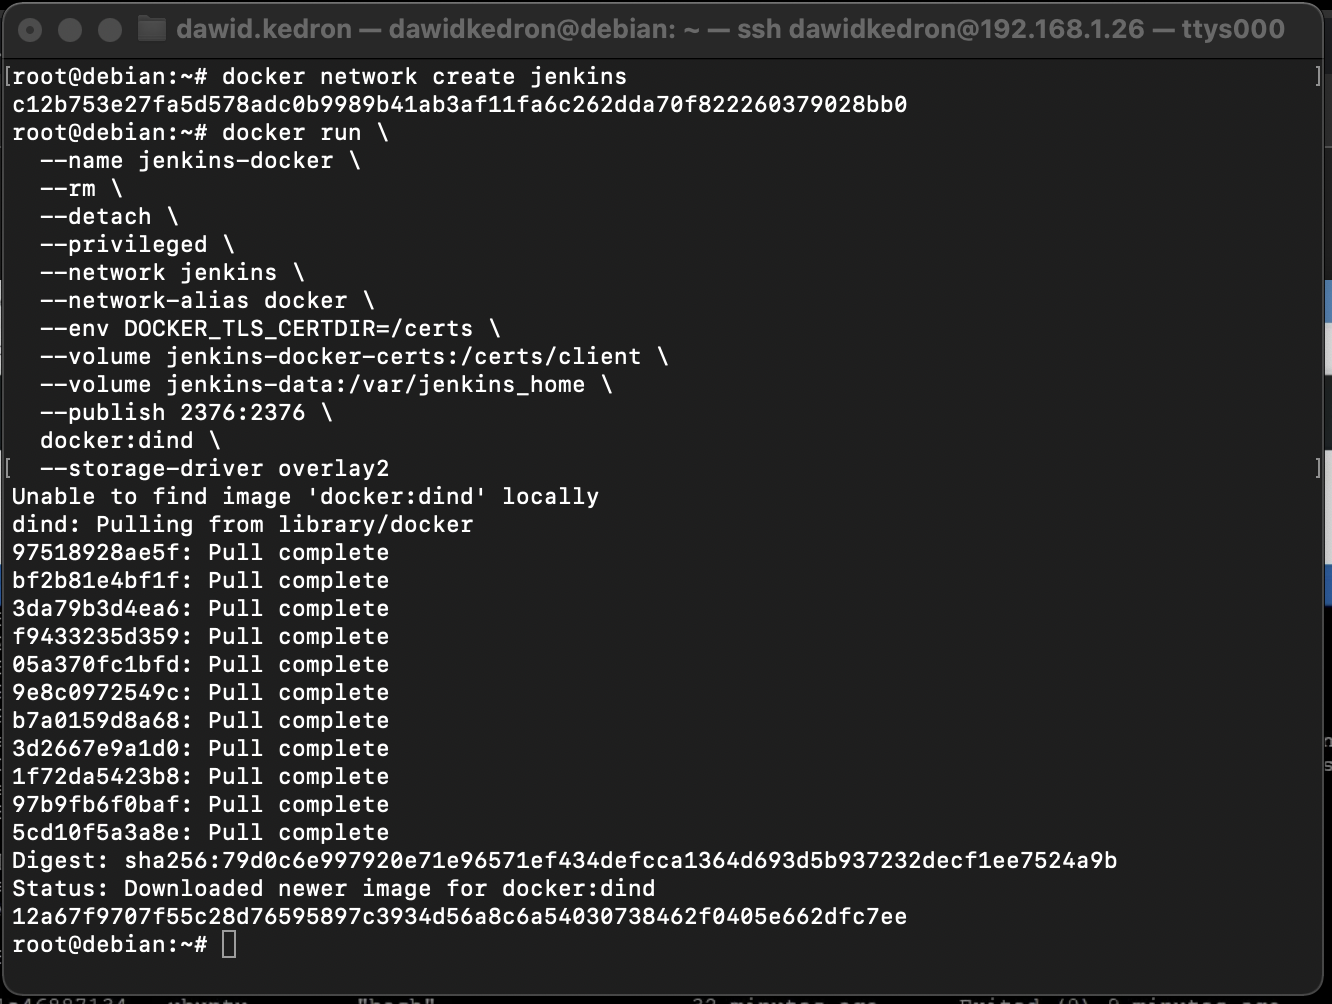 dawid.kedron — dawidkedron@debian: ~ — ssh dawidkedron@192.168.1.26 — ttys000
[root@debian:~# docker network create jenkins ]
c12b753e27fa5d578adc0b9989b41ab3af11fa6c262dda70f822260379028bb0
root@debian:~# docker run \
--name jenkins-docker \
--rm \
--detach \
--privileged \
--network jenkins \
--network-alias docker \
--env DOCKER_TLS_CERTDIR=/certs \
--volume jenkins-docker-certs:/certs/client \
--volume jenkins-data:/var/jenkins_home \
--publish 2376:2376 \
docker:dind \
[ --storage-driver overlay2 ]
Unable to find image 'docker:dind' locally
dind: Pulling from library/docker
97518928ae5f: Pull complete
bf2b81e4bf1f: Pull complete
3da79b3d4ea6: Pull complete
f9433235d359: Pull complete
05a370fc1bfd: Pull complete
9e8c0972549c: Pull complete
b7a0159d8a68: Pull complete
3d2667e9a1d0: Pull complete
1f72da5423b8: Pull complete
97b9fb6f0baf: Pull complete
5cd10f5a3a8e: Pull complete
Digest: sha256:79d0c6e997920e71e96571ef434defcca1364d693d5b937232decf1ee7524a9b
Status: Downloaded newer image for docker:dind
12a67f9707f55c28d76595897c3934d56a8c6a54030738462f0405e662dfc7ee
root@debian:~#